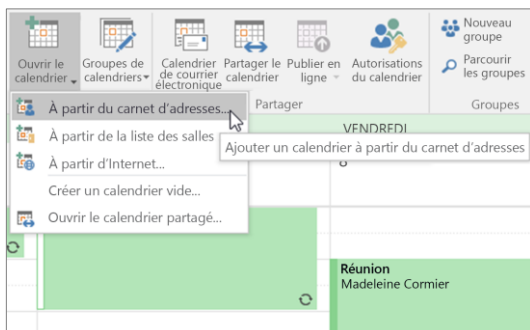 Ouvrir le calendrier
Groupes de calendriers
Calendrier de courrier électronique
Partager le calendrier
Publier en ligne
Autorisations du calendrier
Nouveau groupe
Parcourir les groupes
Partager
Groupes
À partir du carnet d'adresses...
À partir de la liste des salles
À partir d'Internet...
Créer un calendrier vide...
Ouvrir le calendrier partagé...
VENDREDI
Ajouter un calendrier à partir du carnet d'adresses
Réunion
Madeleine Cormier